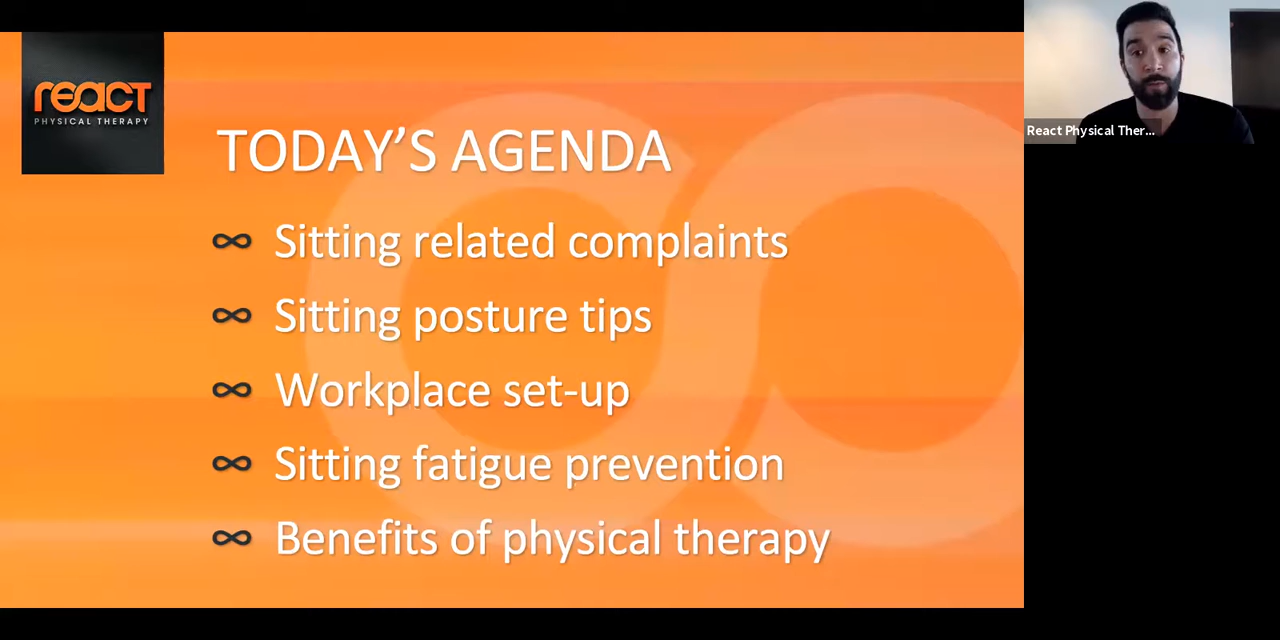 react
PHYSICAL THERAPY
TODAY’S AGENDA
∞ Sitting related complaints
∞ Sitting posture tips
∞ Workplace set-up
∞ Sitting fatigue prevention
∞ Benefits of physical therapy
React Physical Ther...